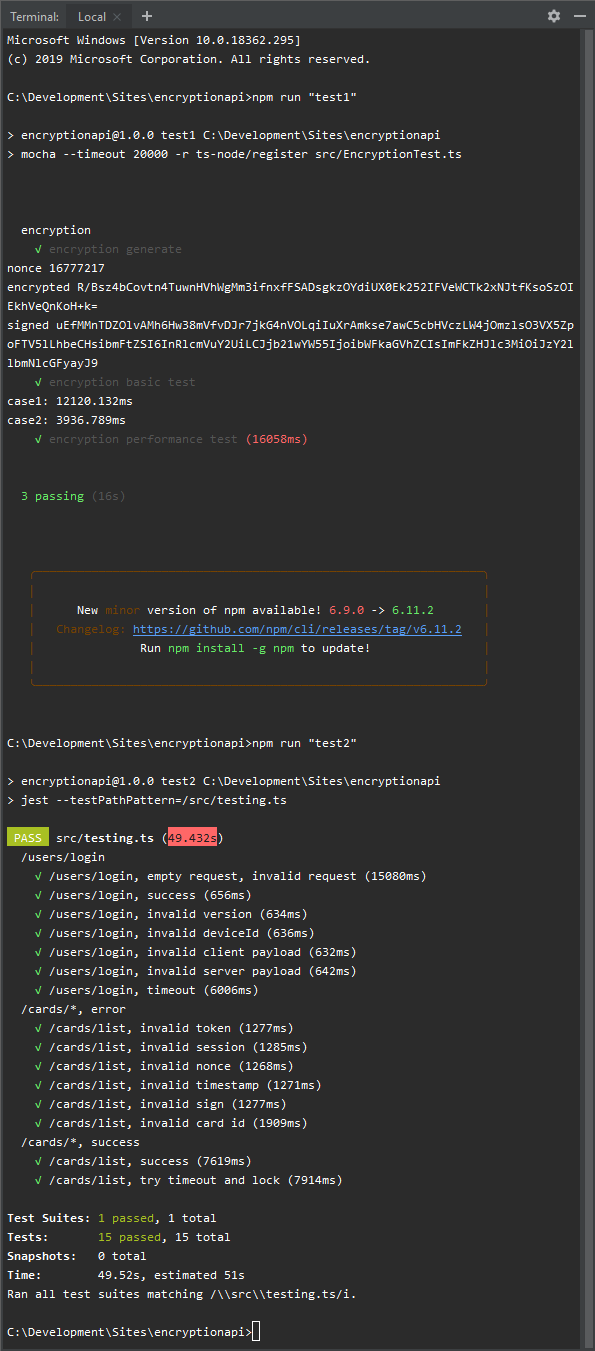 Terminal: Local × +
Microsoft Windows [Version 10.0.18362.295]
(c) 2019 Microsoft Corporation. All rights reserved.
C:\Development\Sites\encryptionapi>npm run "test1"
> encryptionapi@1.0.0 test1 C:\Development\Sites\encryptionapi
> mocha --timeout 20000 -r ts-node/register src/EncryptionTest.ts
encryption
√ encryption generate
nonce 16777217
encrypted R/Bsz4bCovtn4TuwnHVhWgMm3ifnxfFSADsgkzOYdiUX0Ek252IFVeWCTk2xNJtfKsoSzOI
EkhVeQnKoH+k=
signed uEfMMnTDZOlvAMh6Hw38mVfvDJr7jkG4nVOLqiIuXrAmkse7awC5cbHVczLW4jOmzlsO3VX5Zp
oFTV5lLhbeCHsibmFtZSI6InRlcmVuY2UiLCJjb21wYW55IjoibWFkaGVhZCIsImFkZHJlc3MiOiJzY2l
lbmNlcGFyayJ9
√ encryption basic test
case1: 12120.132ms
case2: 3936.789ms
√ encryption performance test (16058ms)
3 passing (16s)
New minor version of npm available! 6.9.0 -> 6.11.2
Changelog: https://github.com/npm/cli/releases/tag/v6.11.2
Run npm install -g npm to update!
C:\Development\Sites\encryptionapi>npm run "test2"
> encryptionapi@1.0.0 test2 C:\Development\Sites\encryptionapi
> jest --testPathPattern=/src/testing.ts
PASS src/testing.ts (49.432s)
/users/login
√ /users/login, empty request, invalid request (15080ms)
√ /users/login, success (656ms)
√ /users/login, invalid version (634ms)
√ /users/login, invalid deviceId (636ms)
√ /users/login, invalid client payload (632ms)
√ /users/login, invalid server payload (642ms)
√ /users/login, timeout (6006ms)
/cards/*, error
√ /cards/list, invalid token (1277ms)
√ /cards/list, invalid session (1285ms)
√ /cards/list, invalid nonce (1268ms)
√ /cards/list, invalid timestamp (1271ms)
√ /cards/list, invalid sign (1277ms)
√ /cards/list, invalid card id (1909ms)
/cards/*, success
√ /cards/list, success (7619ms)
√ /cards/list, try timeout and lock (7914ms)
Test Suites: 1 passed, 1 total
Tests: 15 passed, 15 total
Snapshots: 0 total
Time: 49.52s, estimated 51s
Ran all test suites matching /\\src\\testing.ts/i.
C:\Development\Sites\encryptionapi>